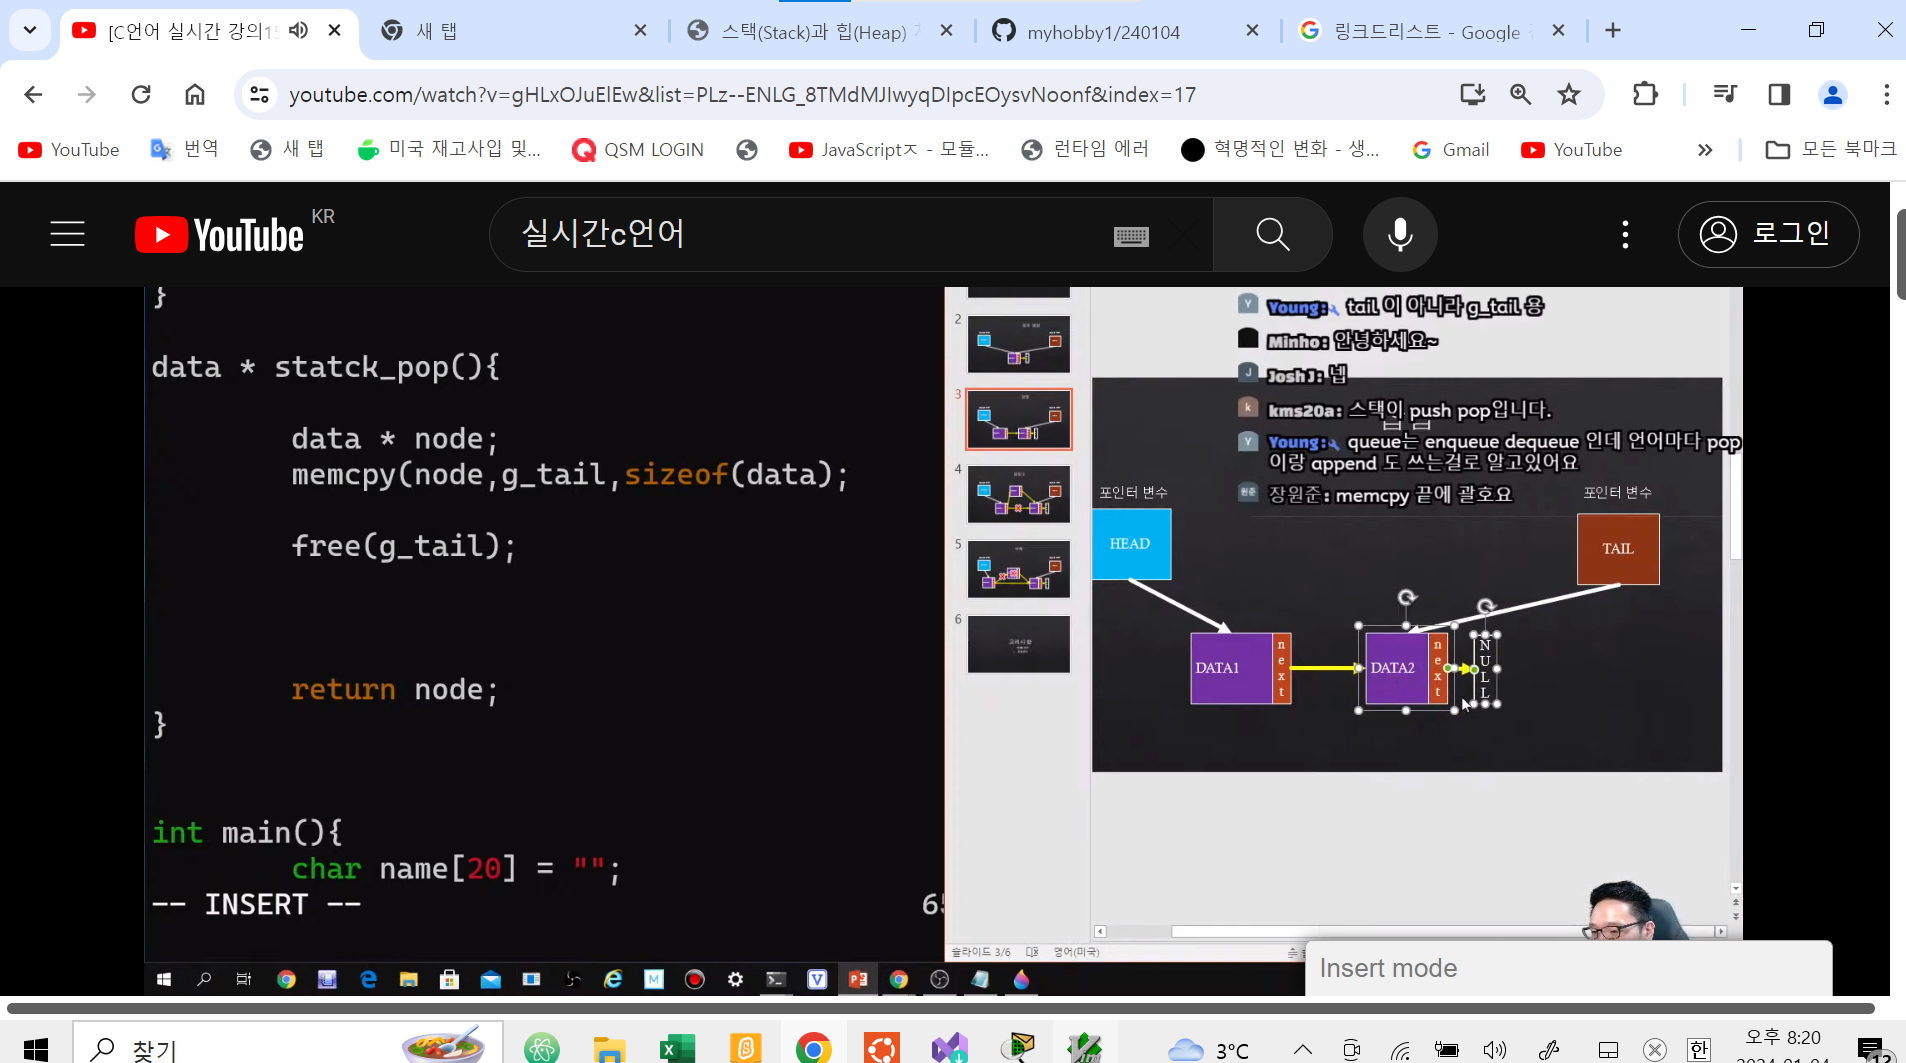 [C언어 실시간 강의15
새 탭
스택(Stack)과 힙(Heap)
myhobby1/240104
링크드리스트 - Google
youtube.com/watch?v=gHLxOJuElEw&list=PLz--ENLG_8TMdMJIwyqDIpcEOysvNoonf&index=17
YouTube
번역
새 탭
미국 재고사입 및...
QSM LOGIN
JavaScriptㅈ - 모듈...
런타임 에러
혁명적인 변화 - 생...
Gmail
YouTube
모든 북마크
YouTube KR
실시간c언어
로그인
}
data * statck_pop(){
data * node;
memcpy(node,g_tail,sizeof(data);
free(g_tail);
return node;
}
int main(){
char name[20] = "";
-- INSERT --
65
2
3
4
5
6
Young: tail 이 아니라 g_tail 용
Minho: 안녕하세요~
JoshJ: 넵
kms20a: 스택이 push pop입니다.
Young: queue는 enqueue dequeue 인데 언어마다 pop
이랑 append 도 쓰는걸로 알고있어요
장원준: memcpy 끝에 괄호요
포인터 변수
포인터 변수
HEAD
TAIL
DATA1
next
DATA2
next
NULL
슬라이드 3/6
영어(미국)
Insert mode
찾기
3°C
한
오후 8:20